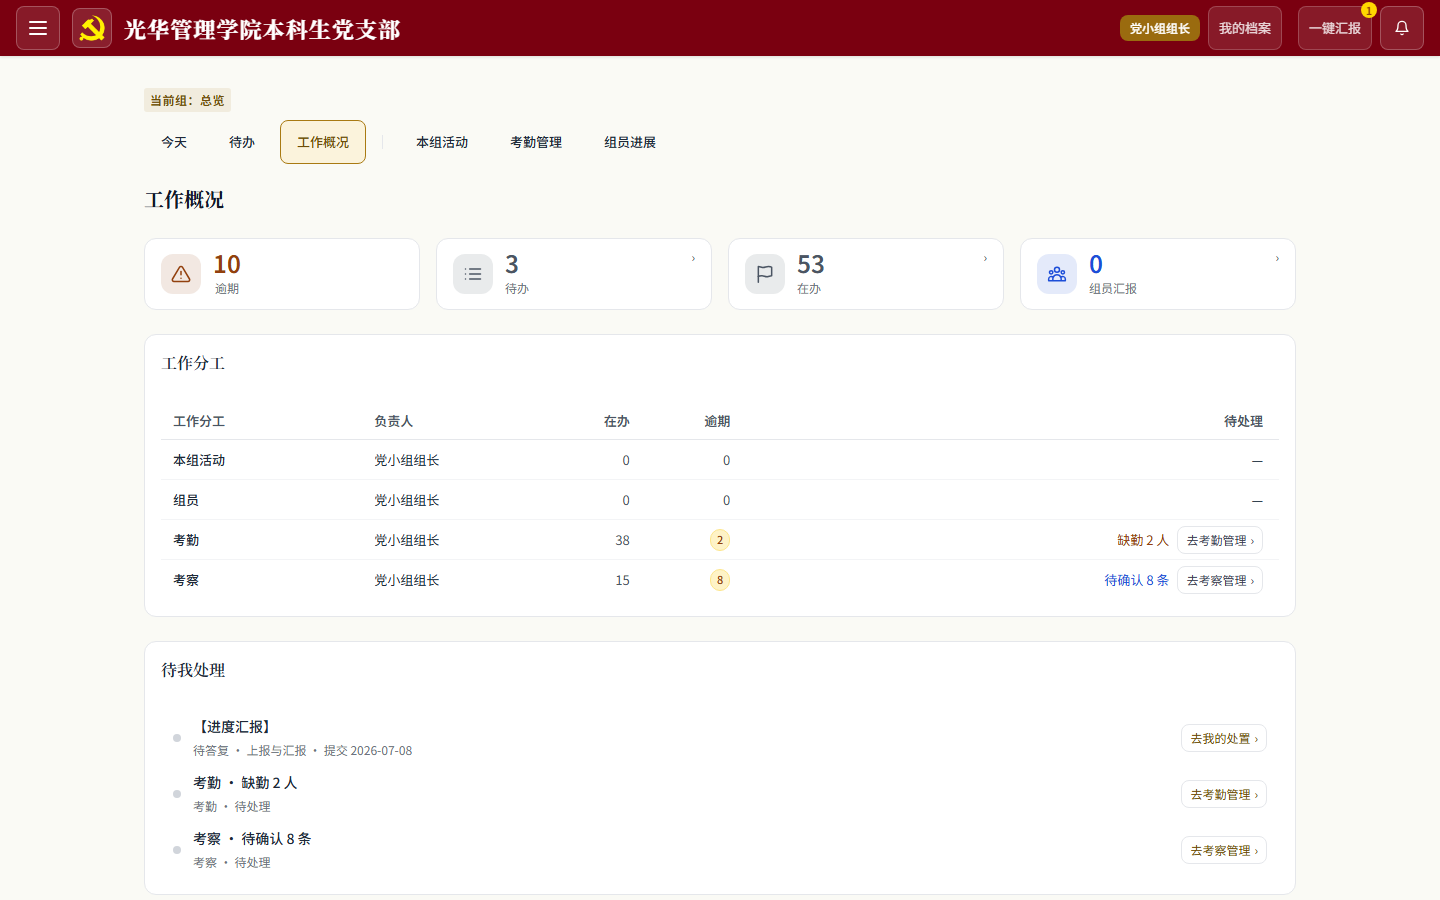 光华管理学院本科生党支部
党小组组长
我的档案
一键汇报
1
当前组：总览
今天
待办
工作概况
本组活动
考勤管理
组员进展
工作概况
10
逾期
3
待办
›
53
在办
›
0
组员汇报
›
工作分工
工作分工 负责人 在办 逾期 待处理
本组活动 党小组组长 0 0 —
组员 党小组组长 0 0 —
考勤 党小组组长 38 2 缺勤 2 人 去考勤管理 ›
考察 党小组组长 15 8 待确认 8 条 去考察管理 ›
待我处理
【进度汇报】
待答复 • 上报与汇报 • 提交 2026-07-08
去我的处置 ›
考勤 • 缺勤 2 人
考勤 • 待处理
去考勤管理 ›
考察 • 待确认 8 条
考察 • 待处理
去考察管理 ›